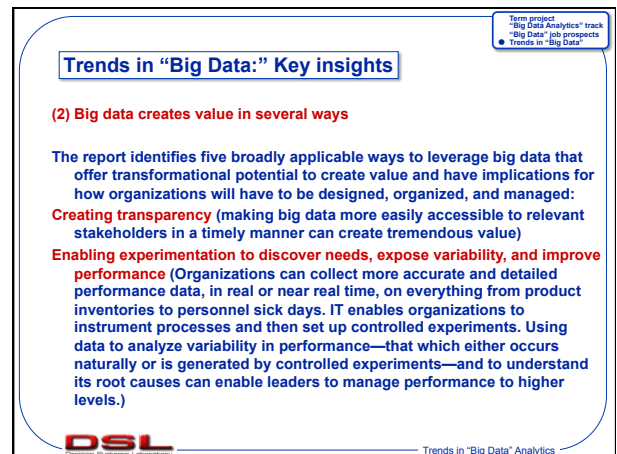 Term project
"Big Data Analytics" track
"Big Data" job prospects
● Trends in "Big Data"
Trends in “Big Data:” Key insights
(2) Big data creates value in several ways
The report identifies five broadly applicable ways to leverage big data that
offer transformational potential to create value and have implications for
how organizations will have to be designed, organized, and managed:
Creating transparency (making big data more easily accessible to relevant
stakeholders in a timely manner can create tremendous value)
Enabling experimentation to discover needs, expose variability, and improve
performance (Organizations can collect more accurate and detailed
performance data, in real or near real time, on everything from product
inventories to personnel sick days. IT enables organizations to
instrument processes and then set up controlled experiments. Using
data to analyze variability in performance—that which either occurs
naturally or is generated by controlled experiments—and to understand
its root causes can enable leaders to manage performance to higher
levels.)
DSL
Trends in “Big Data” Analytics